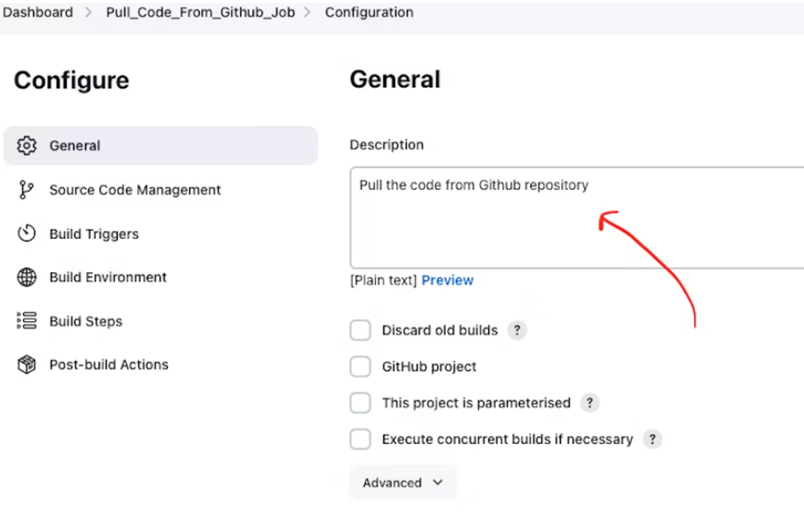 Dashboard > Pull_Code_From_Github_Job > Configuration
Configure
General
Source Code Management
Build Triggers
Build Environment
Build Steps
Post-build Actions
General
Description
Pull the code from Github repository
[Plain text] Preview
Discard old builds ?
GitHub project
This project is parameterised ?
Execute concurrent builds if necessary ?
Advanced